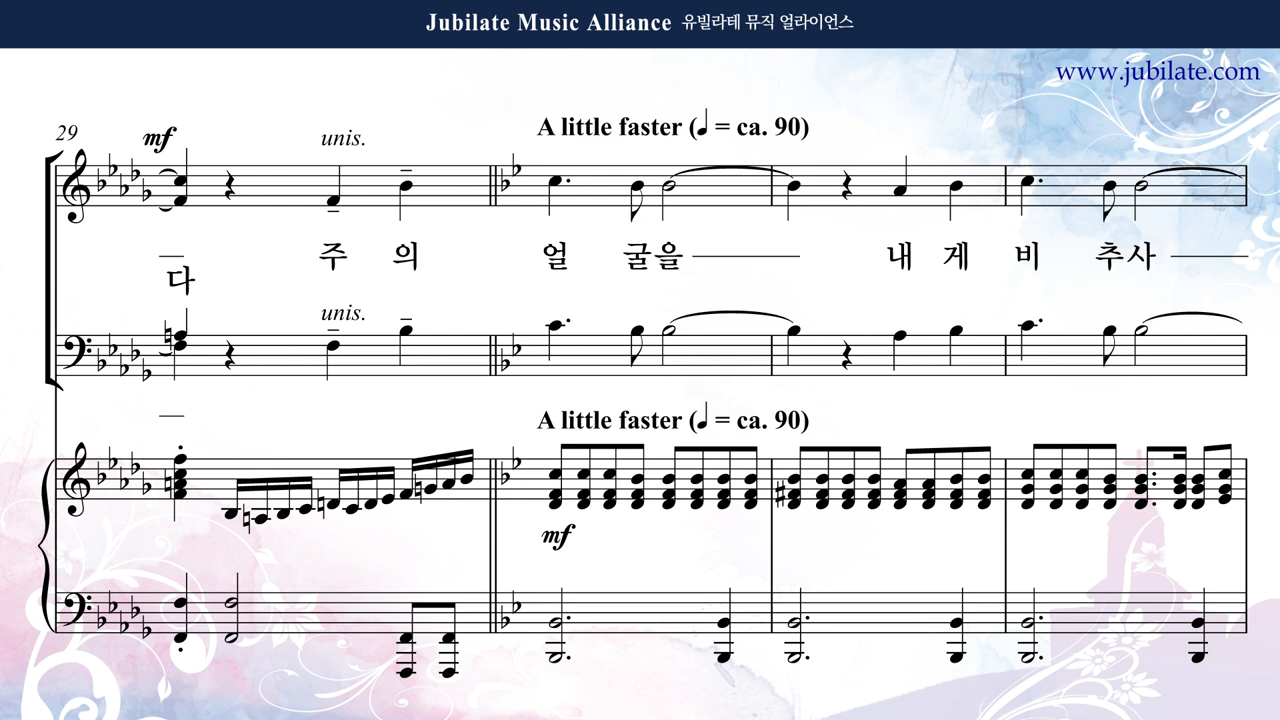 Jubilate Music Alliance 유빌라테 뮤직 얼라이언스
www.jubilate.com
A little faster (♩ = ca. 90)
29
mf
unis.
주 의 얼 굴을 내 게 비 추사
다
unis.
A little faster (♩ = ca. 90)
mf